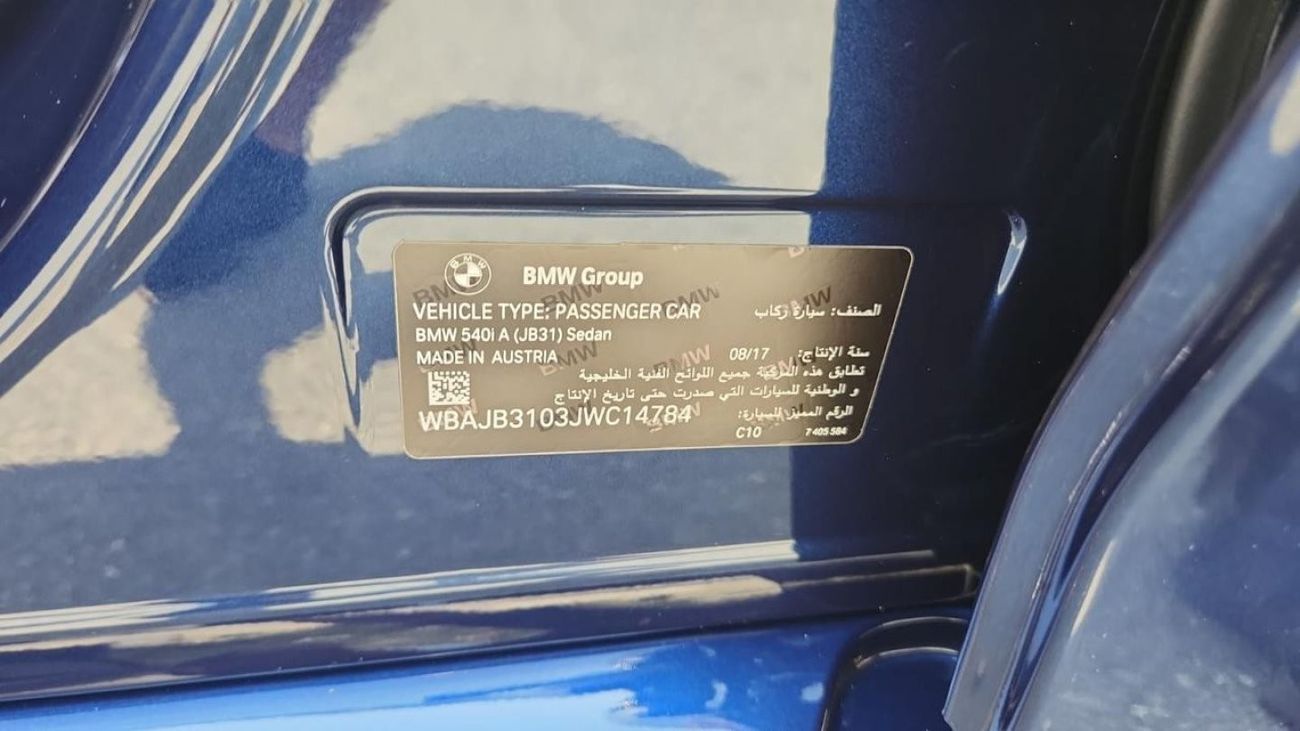 BMW
BMW Group
VEHICLE TYPE: PASSENGER CAR الصنف: سيارة ركاب
BMW 540i A (JB31) Sedan
MADE IN AUSTRIA 08/17 سنة الإنتاج:
تطابق هذه المركبة جميع اللوائح الفنية الخليجية
و الوطنية للسيارات التي صدرت حتى تاريخ الإنتاج
WBAJB3103JWC14784 الرقم المميز للسيارة:
C10 7 405 584